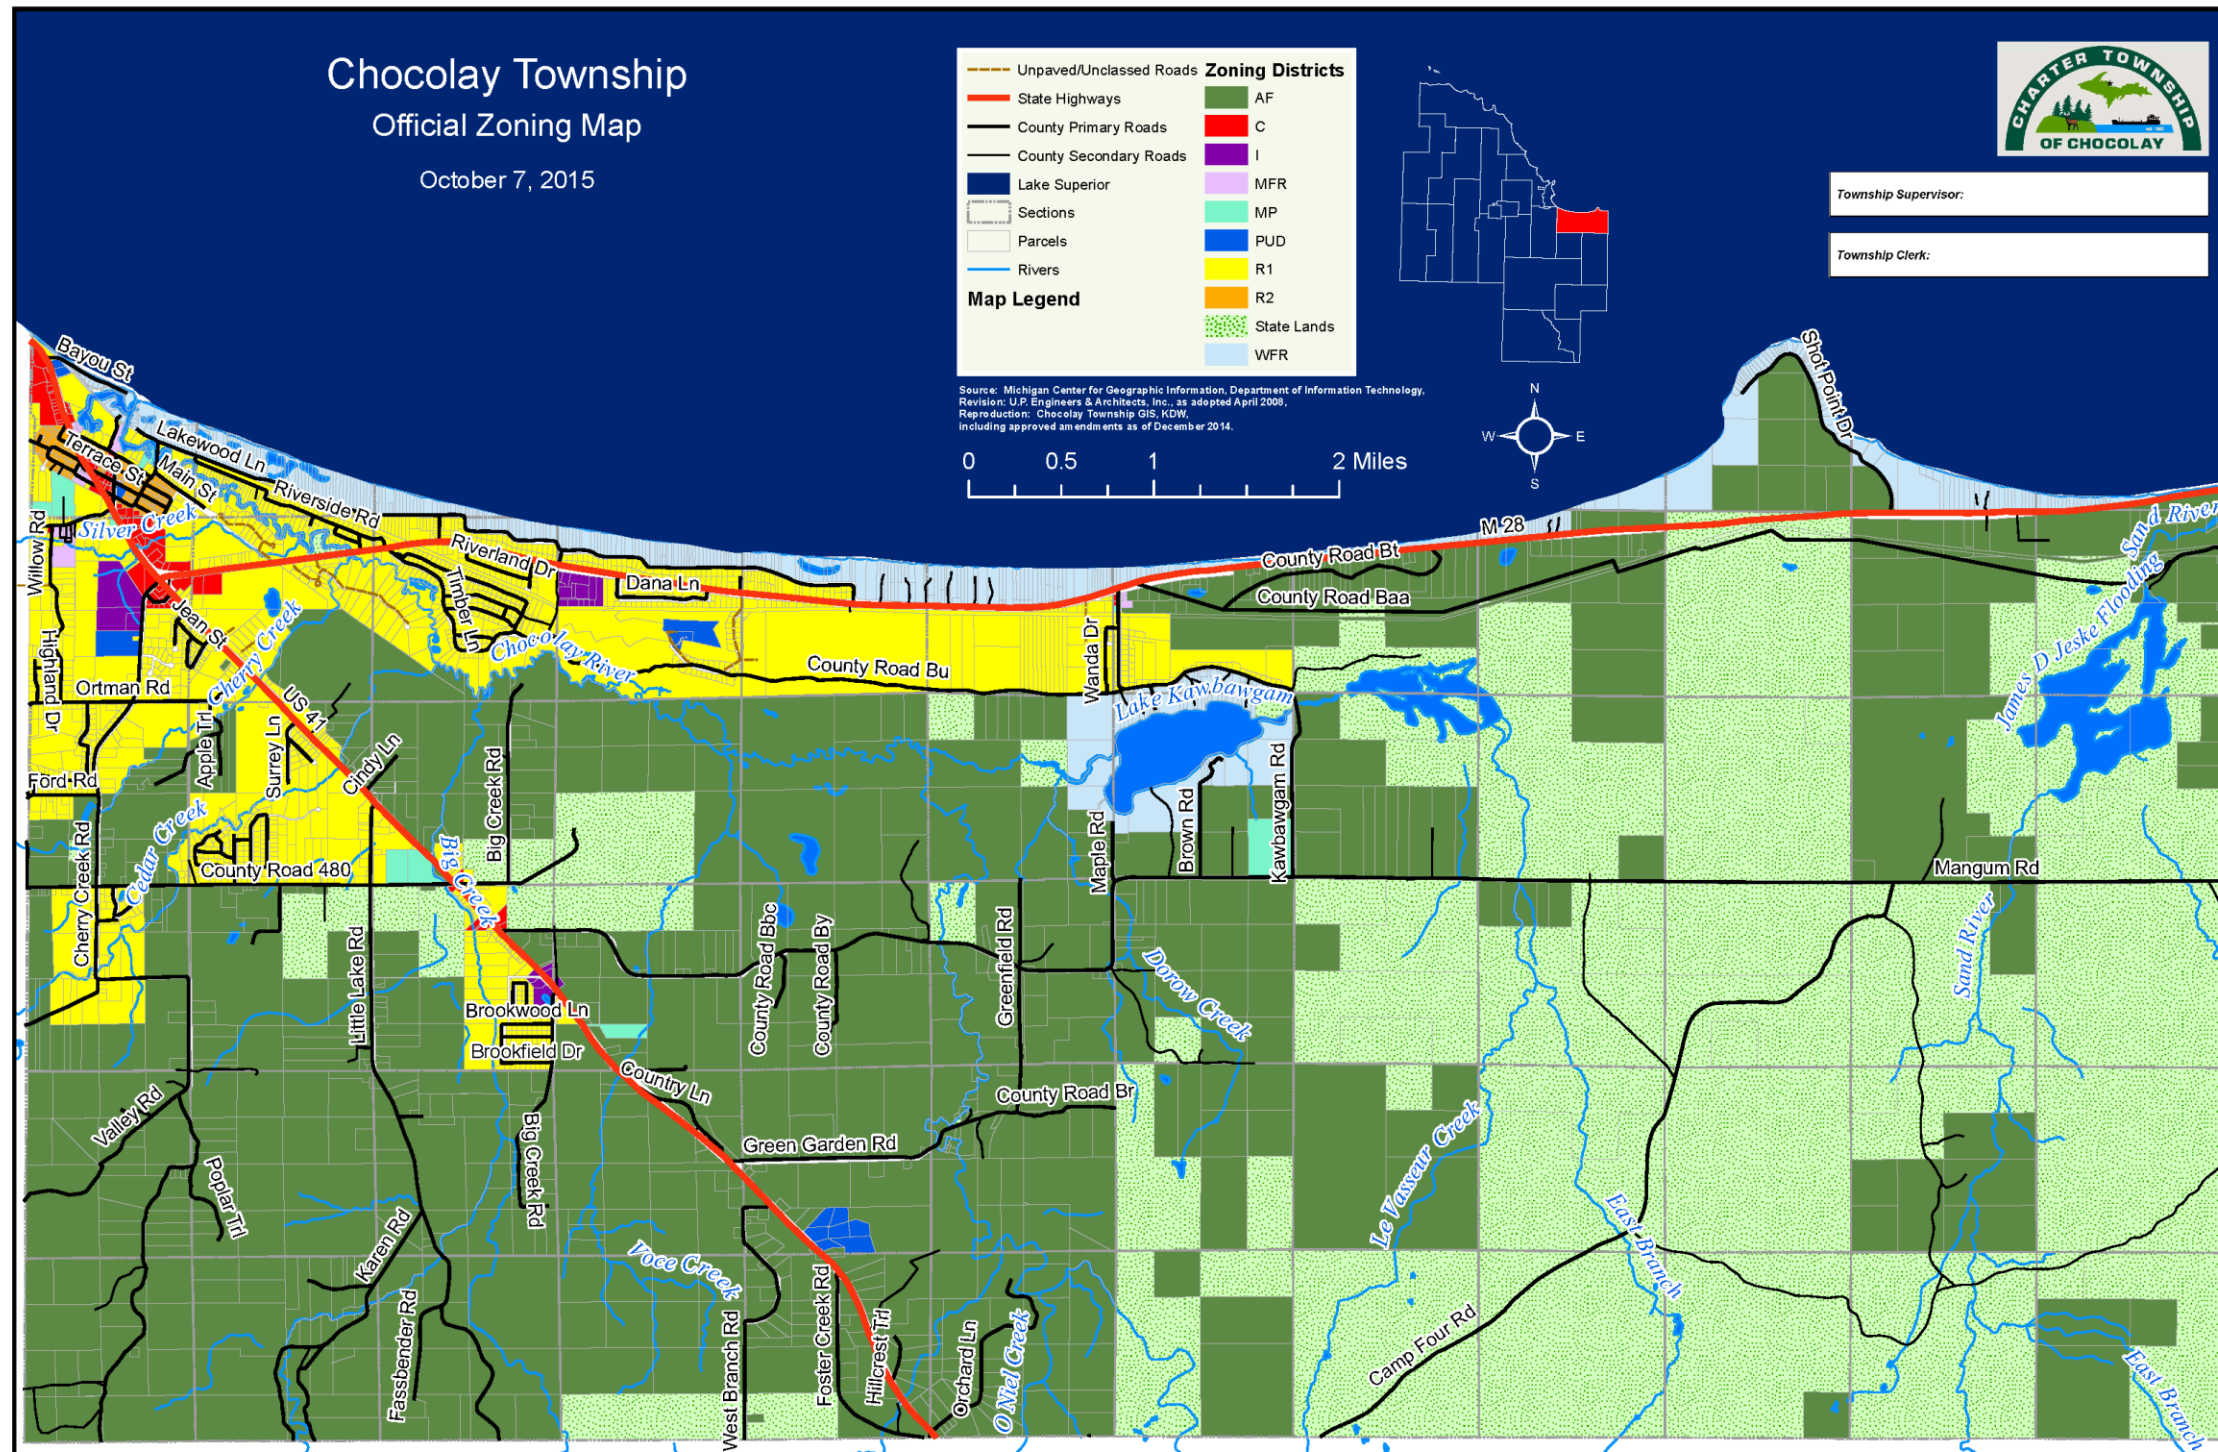 Chocolay Township
Official Zoning Map
October 7, 2015
Unpaved/Unclassed Roads
State Highways
County Primary Roads
County Secondary Roads
Lake Superior
Sections
Parcels
Rivers
Map Legend
Zoning Districts
AF
C
I
MFR
MP
PUD
R1
R2
State Lands
WFR
Source: Michigan Center for Geographic Information, Department of Information Technology,
Revision: U.P. Engineers & Architects, Inc., as adopted April 2008,
Reproduction: Chocolay Township GIS, KDW,
including approved amendments as of December 2014.
0 0.5 1 2 Miles
N
W E
S
CHARTER TOWNSHIP
OF CHOCOLAY
Township Supervisor:
Township Clerk:
Bayou St
Lakewood Ln
Terrace St
Main St
Riverside Rd
Silver Creek
Willow Rd
Riverland Dr
Timber Ln
Dana Ln
Jean St
Cherry Creek
Highland Dr
Chocolay River
County Road Bu
Wanda Dr
County Road Bt
M 28
County Road Baa
Shot Point Dr
Sand River
James D Jeske Flooding
Lake Kawbawgam
Ortman Rd
US 41
Apple Trl
Surrey Ln
Cindy Ln
Ford Rd
Big Creek Rd
Cedar Creek
Cherry Creek Rd
County Road 480
Big Creek
Maple Rd
Brown Rd
Kawbawgam Rd
Mangum Rd
Little Lake Rd
County Road Bbc
County Road By
Greenfield Rd
Dorow Creek
Sand River
Brookwood Ln
Brookfield Dr
Country Ln
County Road Br
Valley Rd
Big Creek Rd
Green Garden Rd
Le Vasseur Creek
Poplar Trl
Karen Rd
Voce Creek
East Branch
Fassbender Rd
West Branch Rd
Foster Creek Rd
Hillcrest Trl
Orchard Ln
O Niel Creek
Camp Four Rd
East Branch